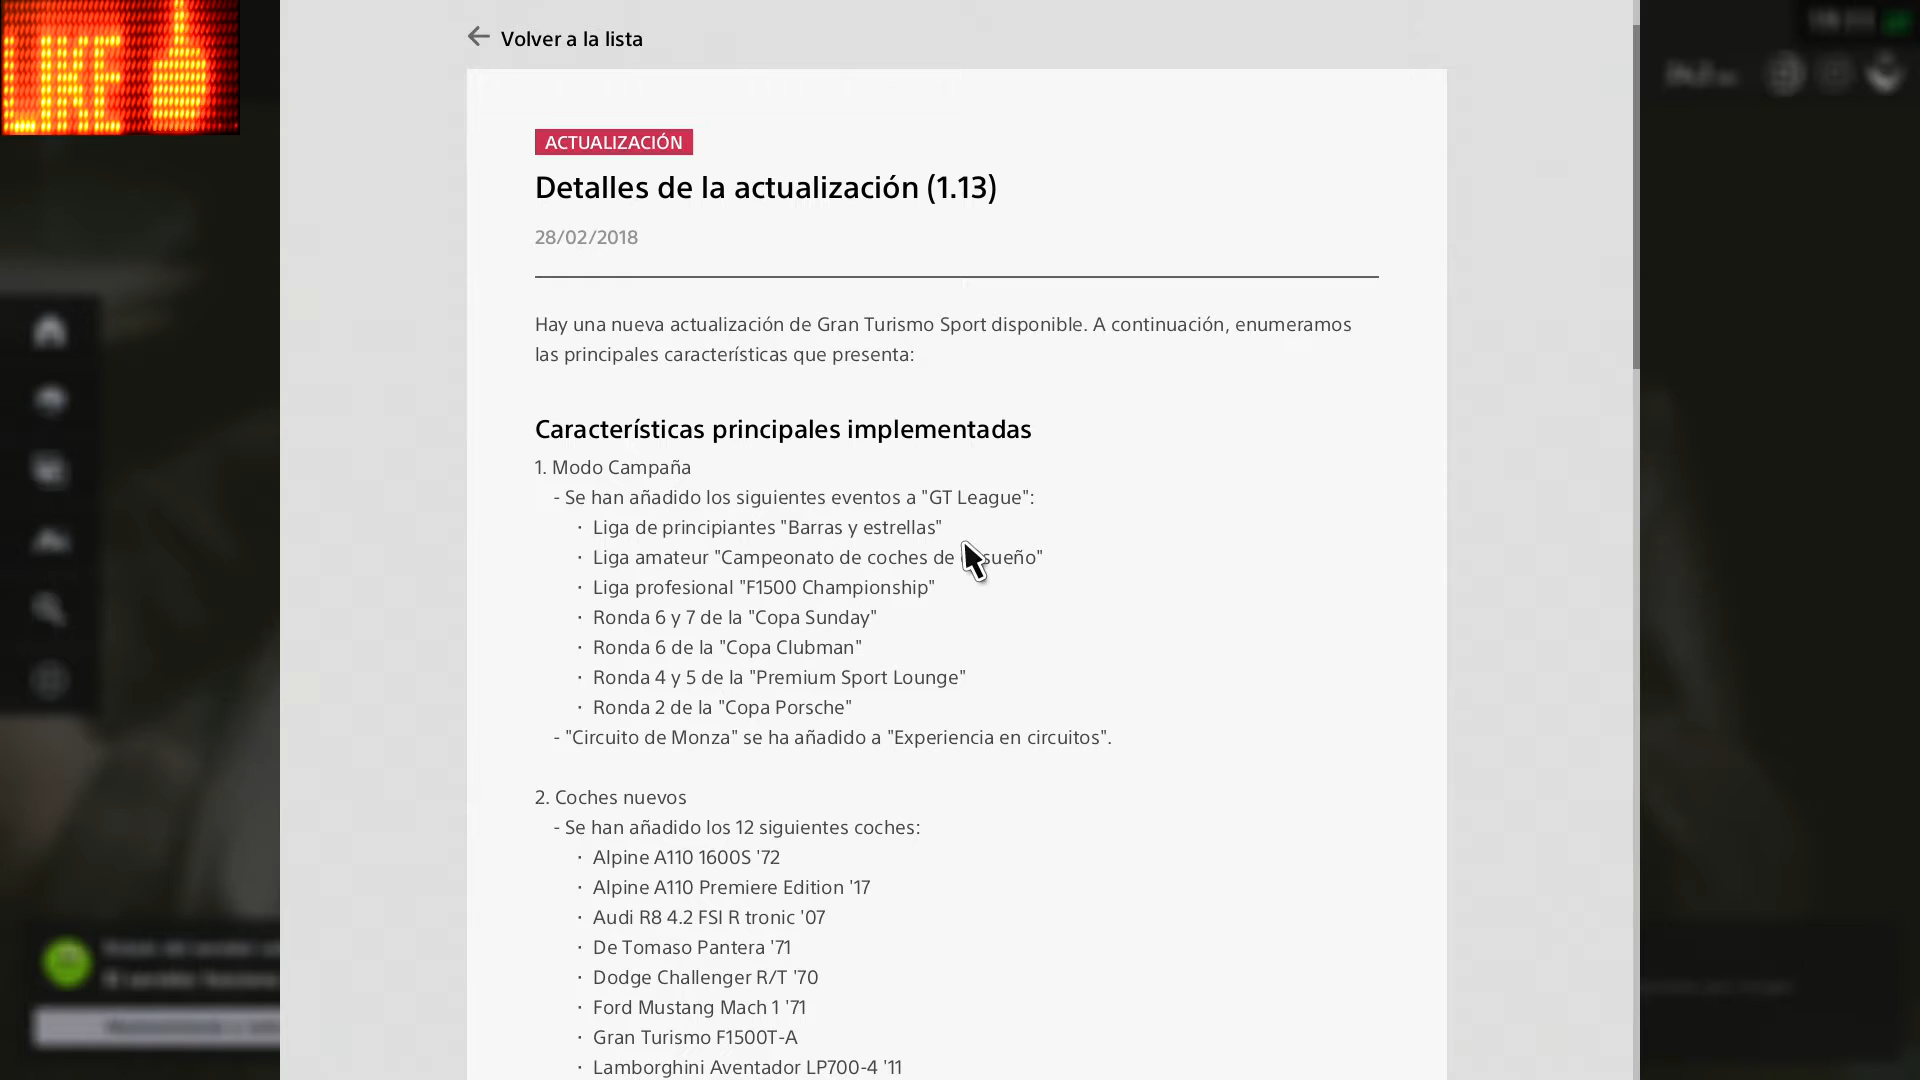 LIKE
Volver a la lista
ACTUALIZACIÓN
Detalles de la actualización (1.13)
28/02/2018
Hay una nueva actualización de Gran Turismo Sport disponible. A continuación, enumeramos
las principales características que presenta:
Características principales implementadas
1. Modo Campaña
- Se han añadido los siguientes eventos a "GT League":
· Liga de principiantes "Barras y estrellas"
· Liga amateur "Campeonato de coches de sueño"
· Liga profesional "F1500 Championship"
· Ronda 6 y 7 de la "Copa Sunday"
· Ronda 6 de la "Copa Clubman"
· Ronda 4 y 5 de la "Premium Sport Lounge"
· Ronda 2 de la "Copa Porsche"
- "Circuito de Monza" se ha añadido a "Experiencia en circuitos".
2. Coches nuevos
- Se han añadido los 12 siguientes coches:
· Alpine A110 1600S '72
· Alpine A110 Premiere Edition '17
· Audi R8 4.2 FSI R tronic '07
· De Tomaso Pantera '71
· Dodge Challenger R/T '70
· Ford Mustang Mach 1 '71
· Gran Turismo F1500T-A
· Lamborghini Aventador LP700-4 '11